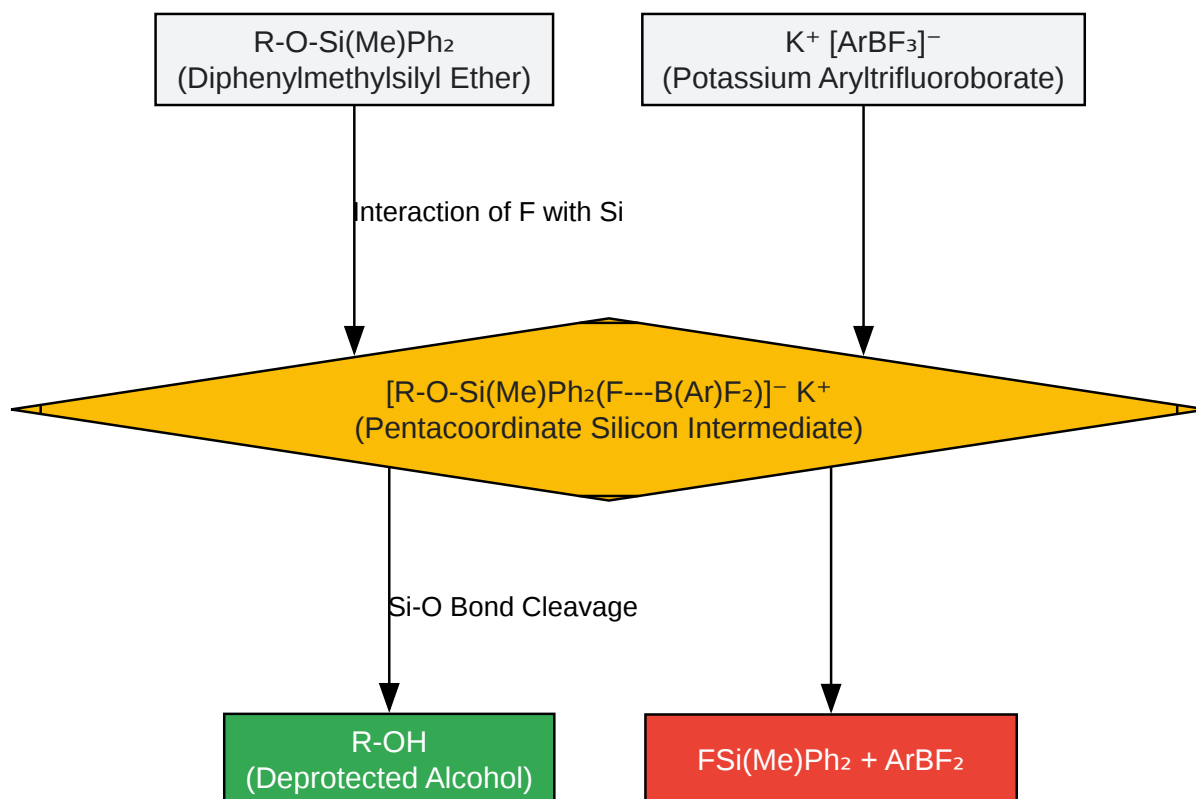 R-O-Si(Me)Ph₂
(Diphenylmethylsilyl Ether)
K⁺ [ArBF₃]⁻
(Potassium Aryltrifluoroborate)
Interaction of F with Si
[R-O-Si(Me)Ph₂(F---B(Ar)F₂)]⁻ K⁺
(Pentacoordinate Silicon Intermediate)
Si-O Bond Cleavage
R-OH
(Deprotected Alcohol)
FSi(Me)Ph₂ + ArBF₂